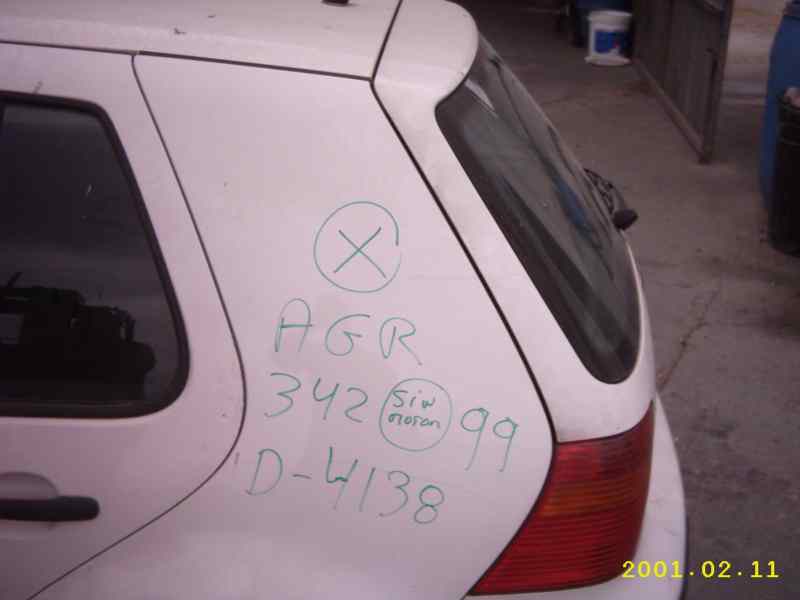 X
AGR
342 99
sin
motor
D-4138
2001.02.11